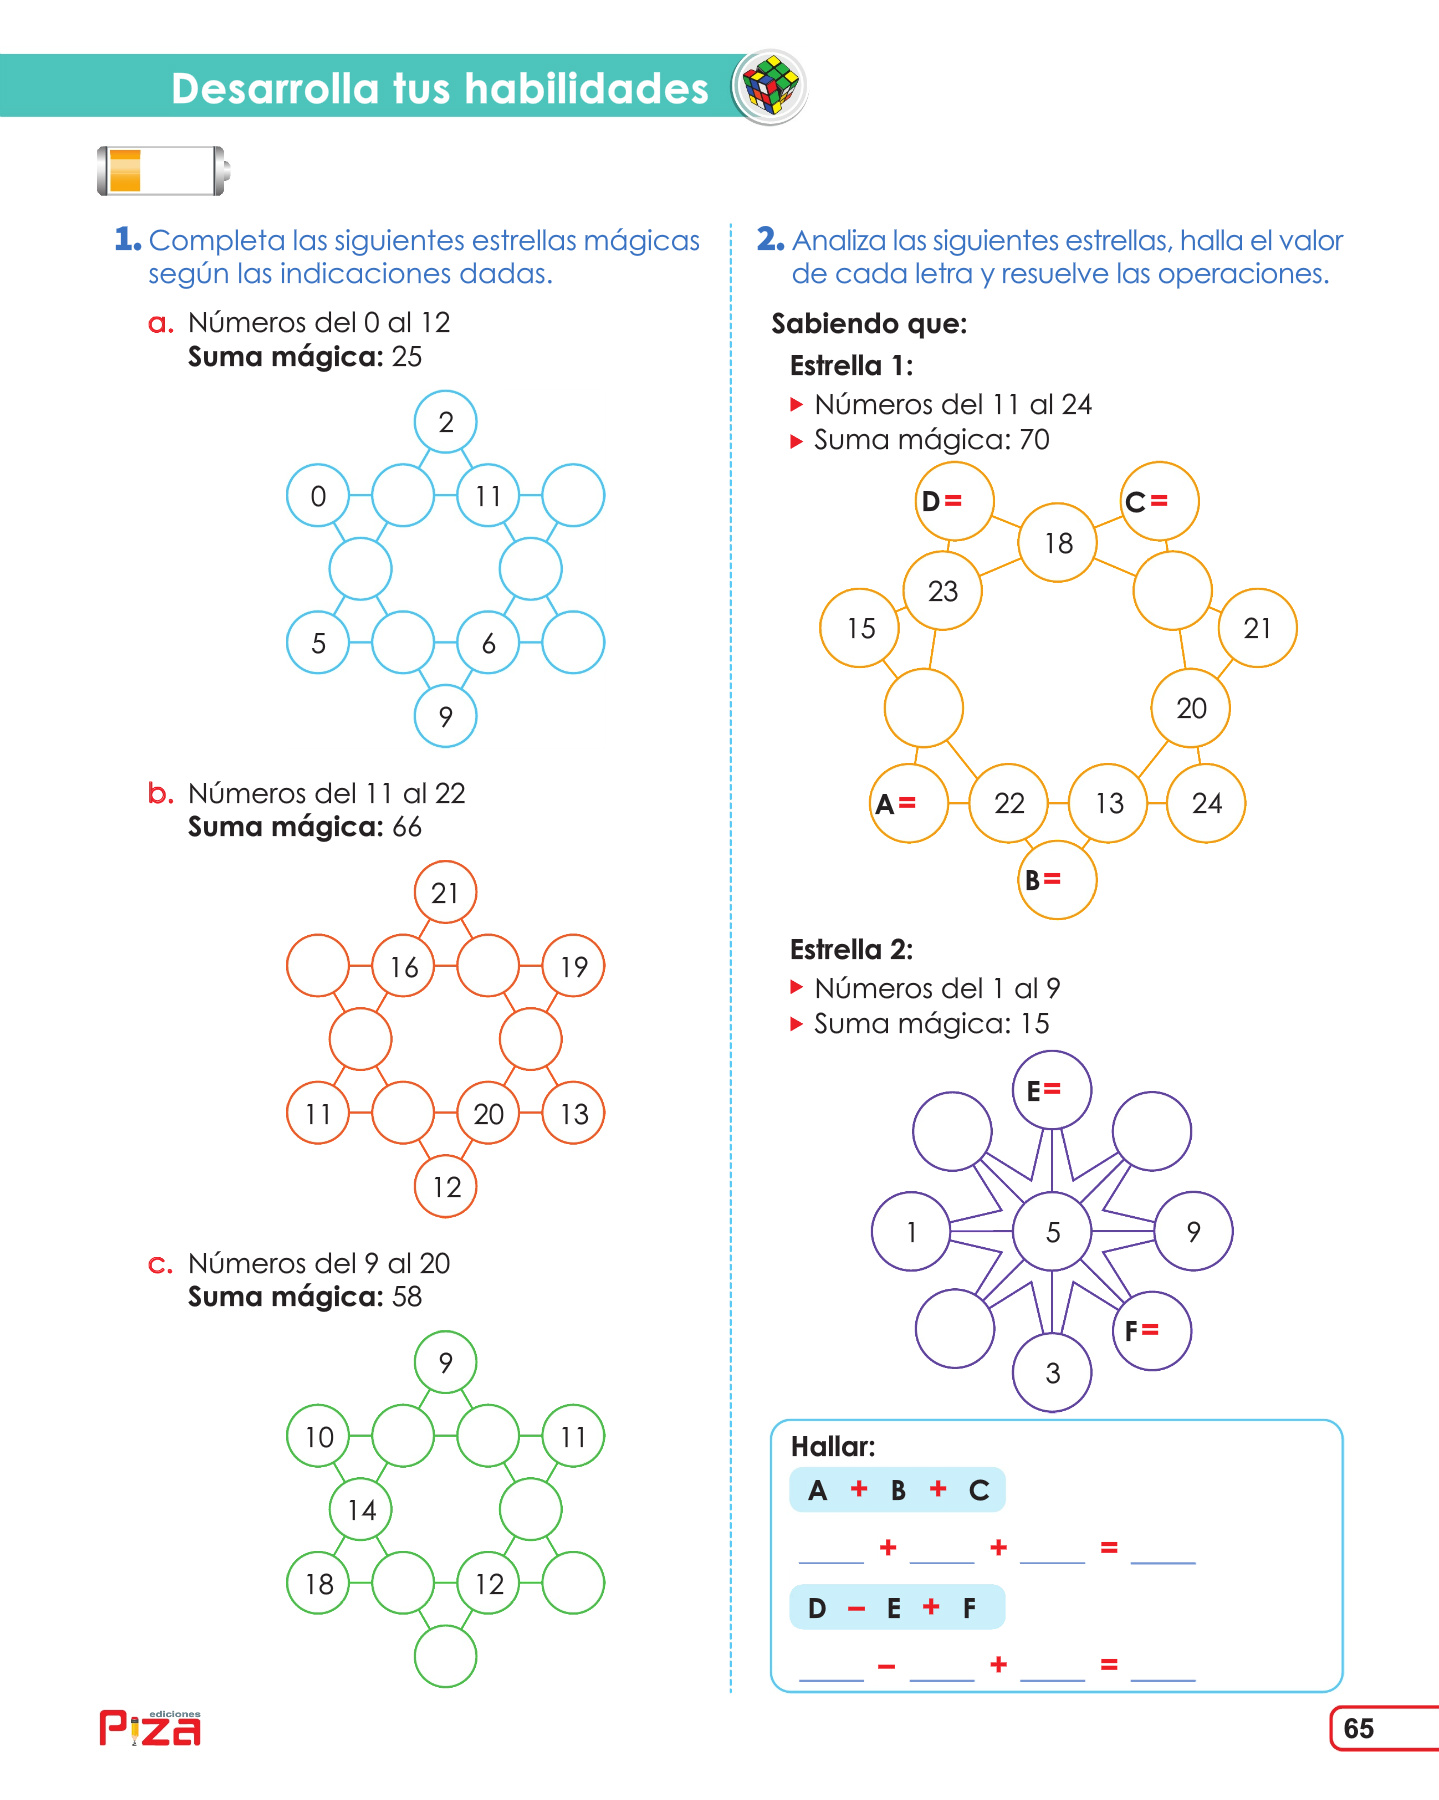 Desarrolla tus habilidades
1. Completa las siguientes estrellas mágicas
según las indicaciones dadas.
a. Números del 0 al 12
Suma mágica: 25
2
0 11
5 6
9
b. Números del 11 al 22
Suma mágica: 66
21
16 19
11 20 13
12
c. Números del 9 al 20
Suma mágica: 58
9
10 11
14
18 12
2. Analiza las siguientes estrellas, halla el valor
de cada letra y resuelve las operaciones.
Sabiendo que:
Estrella 1:
Números del 11 al 24
Suma mágica: 70
D= C=
18
23
15 21
20
A= 22 13 24
B=
Estrella 2:
Números del 1 al 9
Suma mágica: 15
E=
1 5 9
F=
3
Hallar:
A + B + C
____ + ____ + ____ = ____
D – E + F
____ – ____ + ____ = ____
ediciones
Piza
65